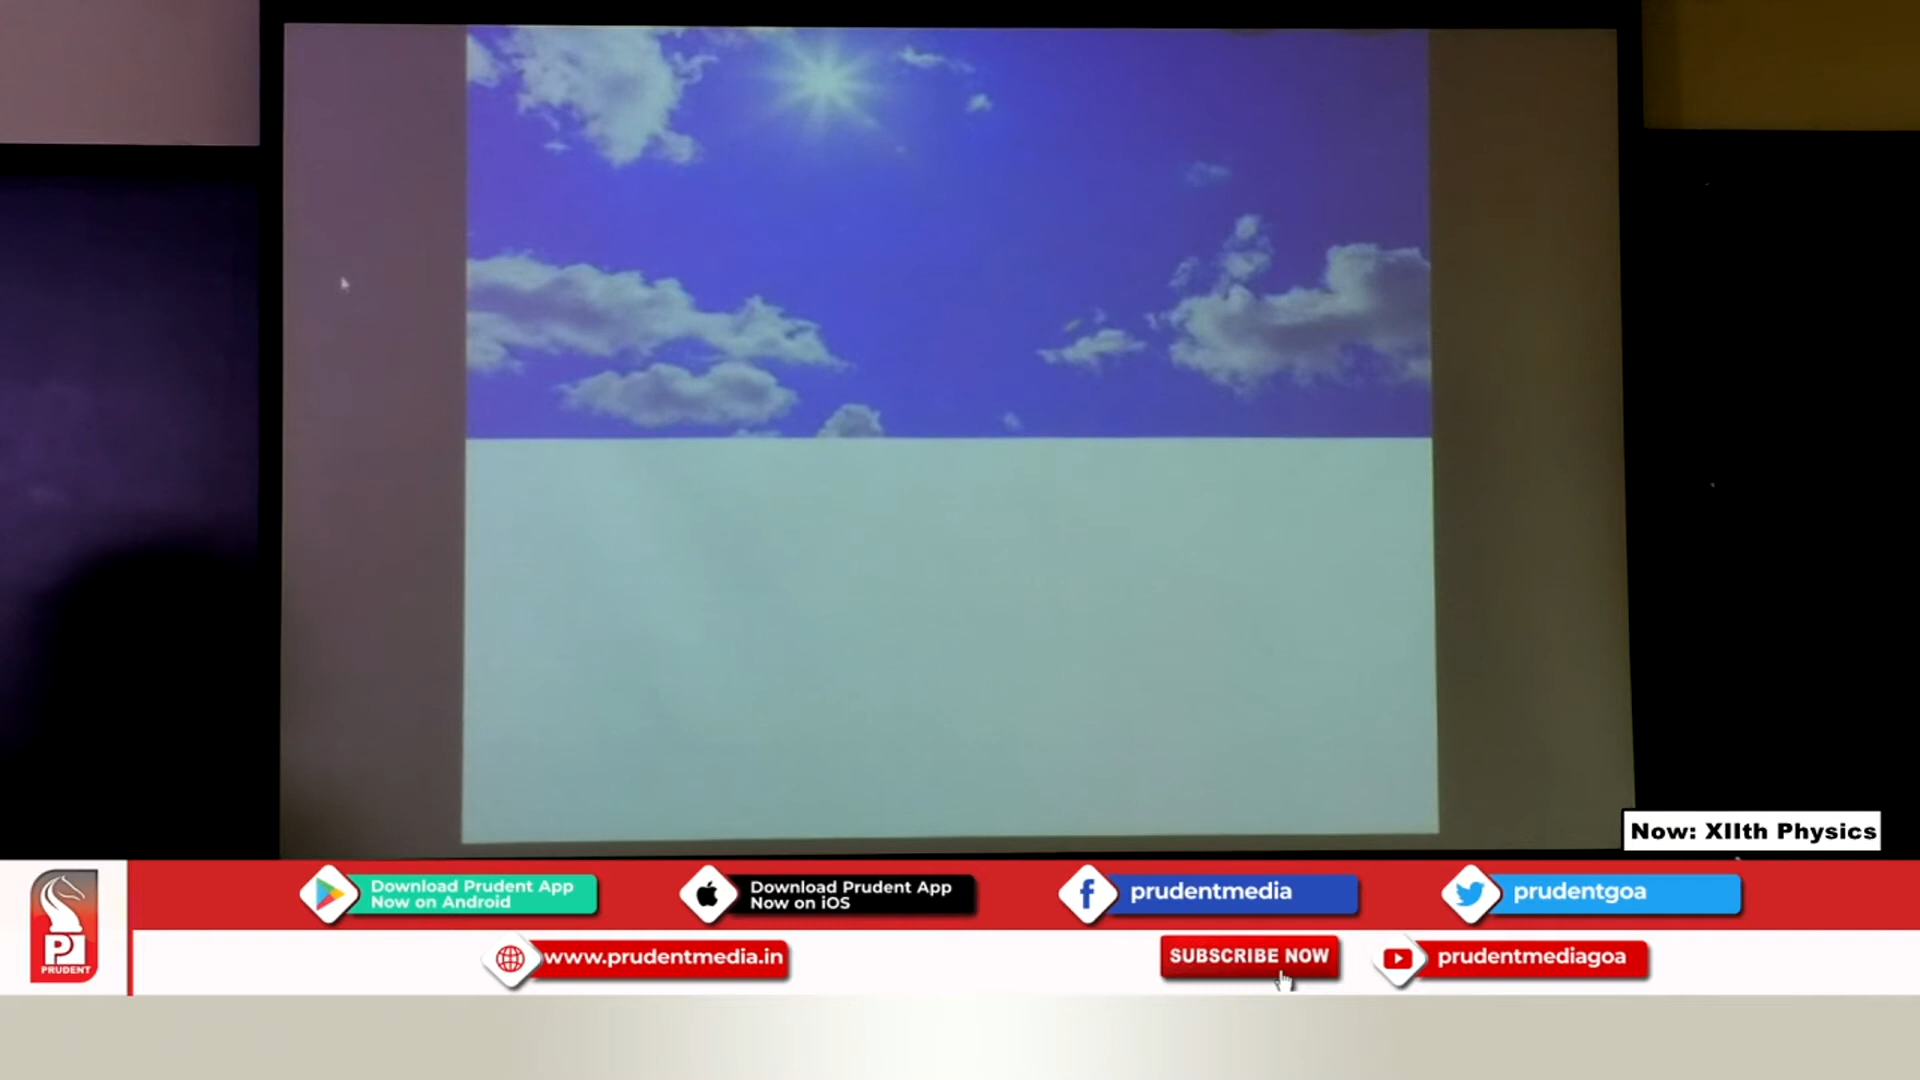 Now: XIIth Physics
Download Prudent App
Now on Android
Download Prudent App
Now on iOS
prudentmedia
prudentgoa
PRUDENT
www.prudentmedia.in
SUBSCRIBE NOW
prudentmediagoa